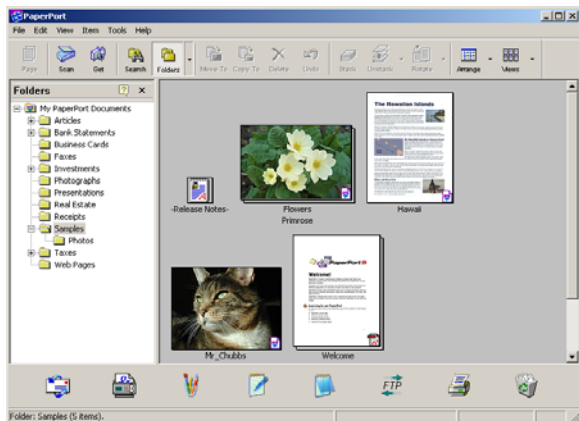 PaperPort
File Edit View Item Tools Help
Page Scan Get Search Folders Move To Copy To Delete Undo Stack Unstack Rotate Arrange Views
Folders
My PaperPort Documents
Articles
Bank Statements
Business Cards
Faxes
Investments
Photographs
Presentations
Real Estate
Receipts
Samples
Photos
Taxes
Web Pages
The Hawaiian Islands
-Release Notes-
Flowers
Primrose
Hawaii
PaperPort
Welcome!
Mr_Chubbs
Welcome
FTP
Folder: Samples (5 items).